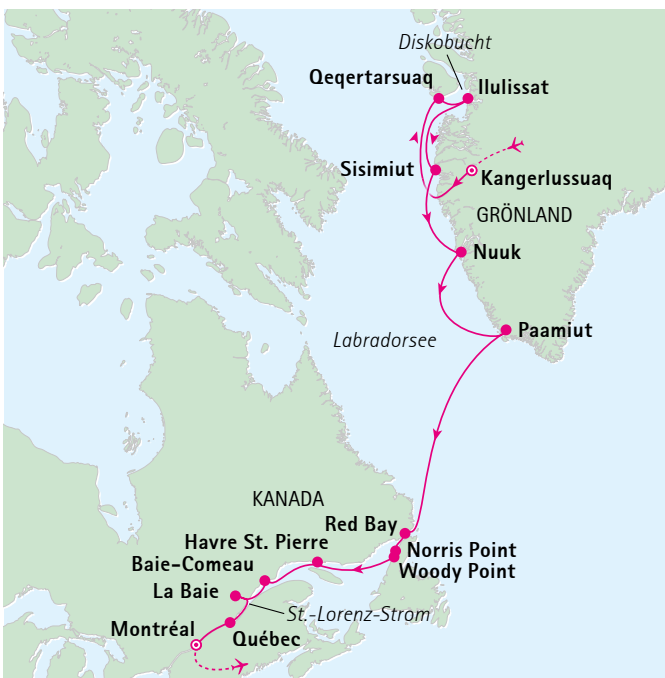 Diskobucht
Qeqertarsuaq
Ilulissat
Sisimiut
Kangerlussuaq
GRÖNLAND
Nuuk
Paamiut
Labradorsee
KANADA
Red Bay
Havre St. Pierre
Norris Point
Baie-Comeau
Woody Point
La Baie
St.-Lorenz-Strom
Montréal
Québec